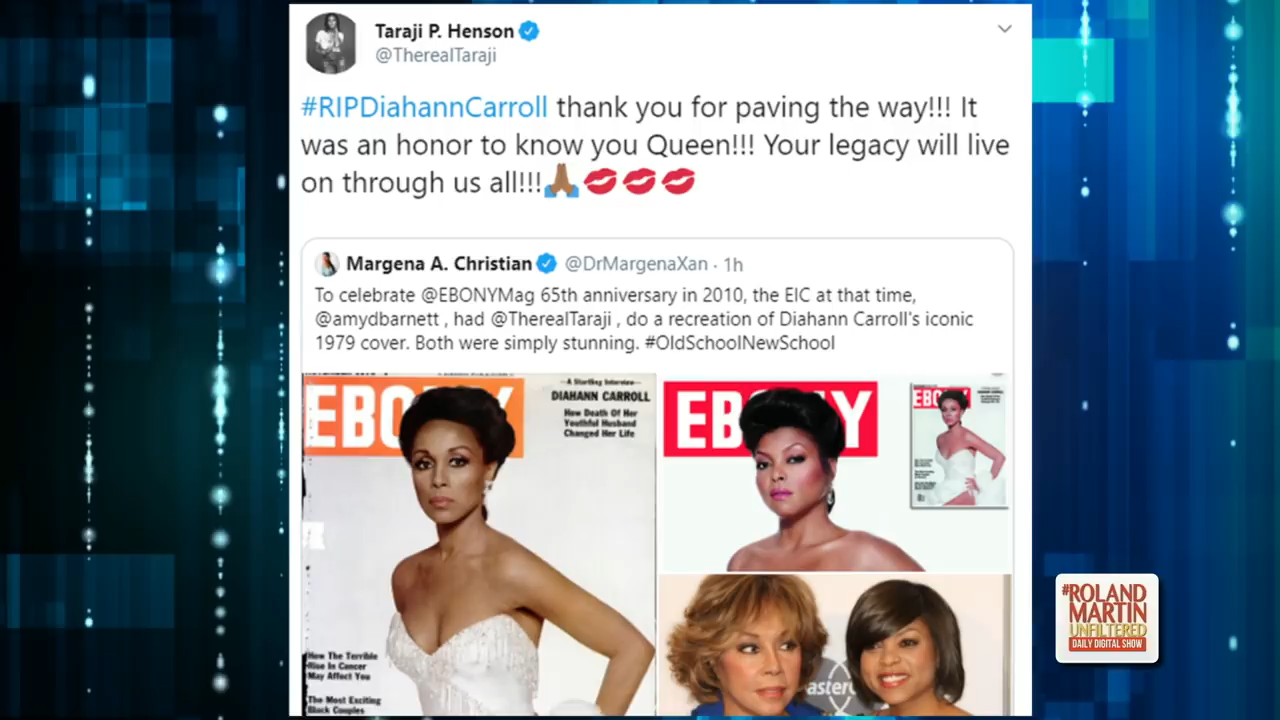 Taraji P. Henson
@TherealTaraji
#RIPDiahannCarroll thank you for paving the way!!! It
was an honor to know you Queen!!! Your legacy will live
on through us all!!!🙏🏾💋💋💋
Margena A. Christian @DrMargenaXan · 1h
To celebrate @EBONYMag 65th anniversary in 2010, the EIC at that time,
@amydbarnett , had @TherealTaraji , do a recreation of Diahann Carroll's iconic
1979 cover. Both were simply stunning. #OldSchoolNewSchool
EBONY
A Startling Interview
DIAHANN CARROLL
How Death Of Her
Youthful Husband
Changed Her Life
How The Terrible
Rise In Cancer
May Affect You
The Most Exciting
Black Couples
EBONY
EBONY
#ROLAND
MARTIN
UNFILTERED
DAILY DIGITAL SHOW